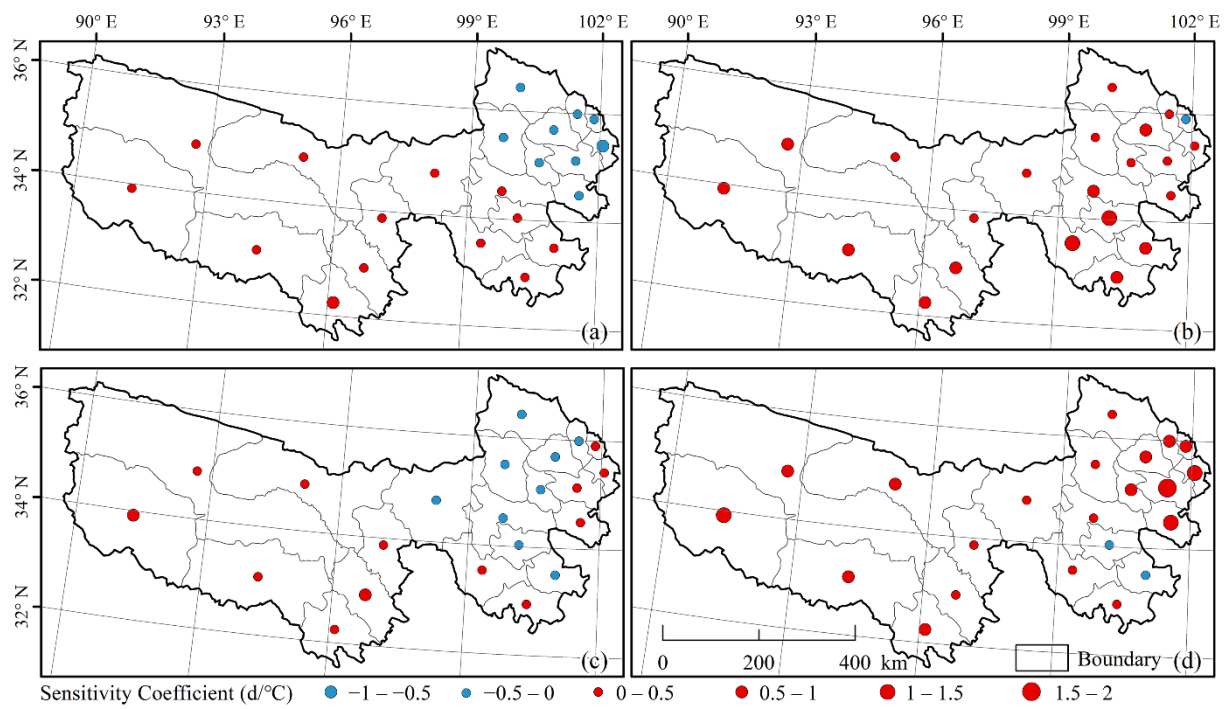 90° E 93° E 96° E 99° E 102° E 90° E 93° E 96° E 99° E 102° E
36° N
34° N
32° N
(a) (b)
36° N
34° N
32° N
0 200 400 km
(c) Boundary (d)
Sensitivity Coefficient (d/℃) −1 – −0.5 −0.5 – 0 0 – 0.5 0.5 – 1 1 – 1.5 1.5 – 2